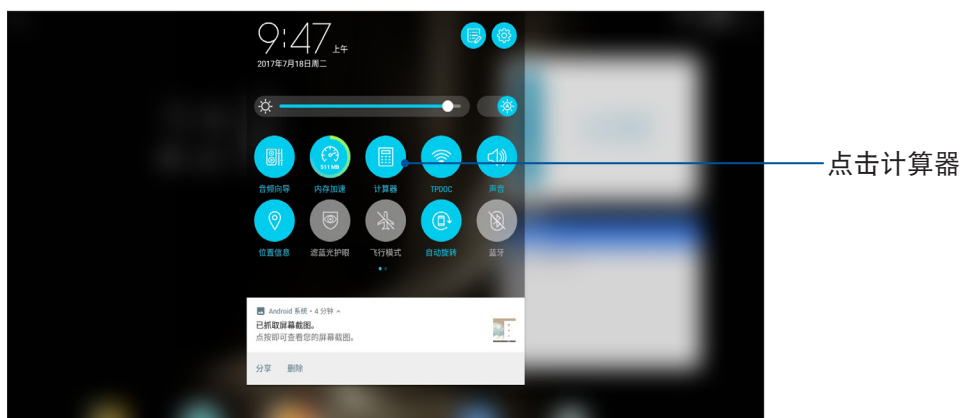 9:47 上午
2017年7月18日周二
511 MB
音频向导 内存加速 计算器 TPDOC 声音
点击计算器
位置信息 滤蓝光护眼 飞行模式 自动旋转 蓝牙
Android 系统 • 4 分钟
已抓取屏幕截图。
点按即可查看您的屏幕截图。
分享 删除